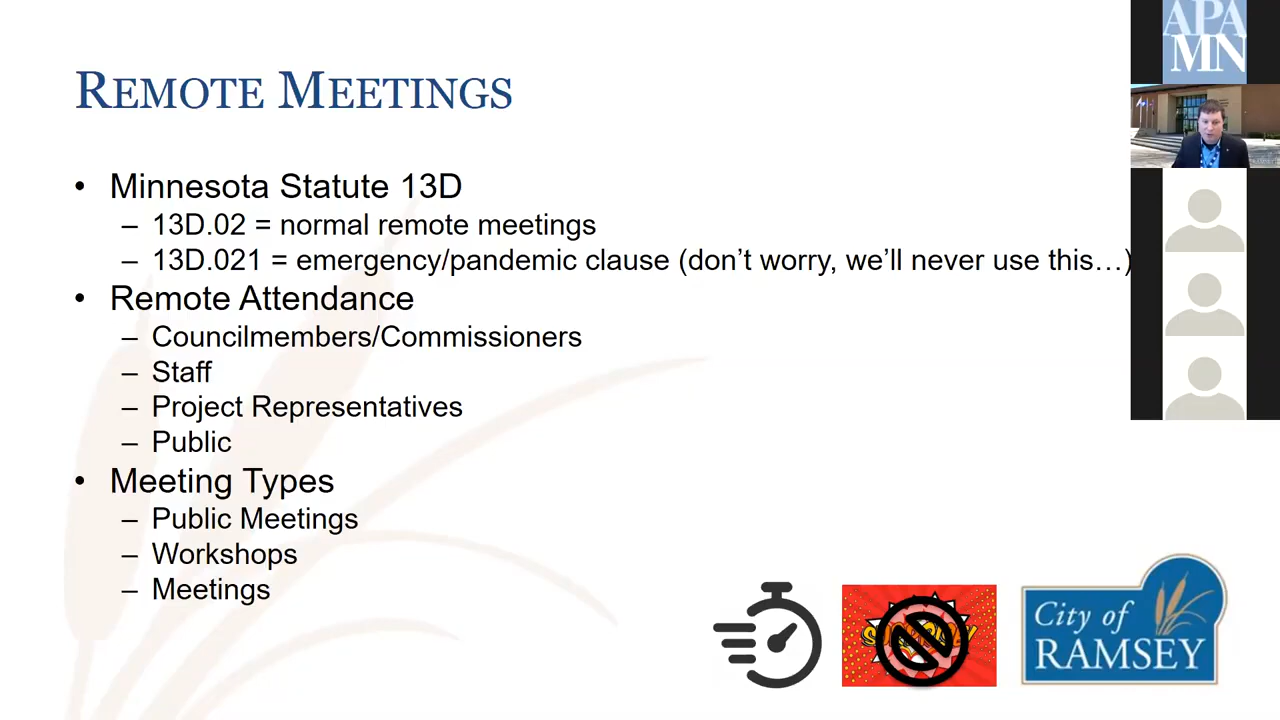 REMOTE MEETINGS
• Minnesota Statute 13D
– 13D.02 = normal remote meetings
– 13D.021 = emergency/pandemic clause (don’t worry, we’ll never use this…)
• Remote Attendance
– Councilmembers/Commissioners
– Staff
– Project Representatives
– Public
• Meeting Types
– Public Meetings
– Workshops
– Meetings
APA
MN
City of
RAMSEY